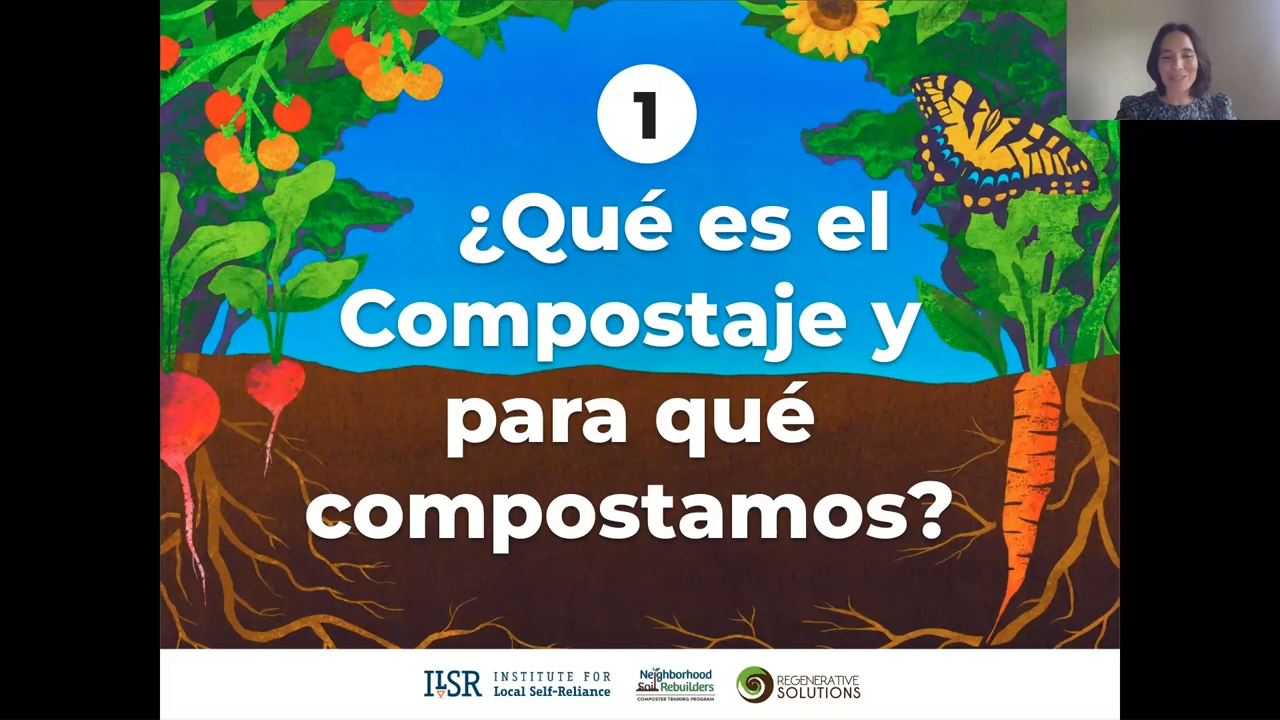 1
¿Qué es el
Compostaje y
para qué
compostamos?
ILSR INSTITUTE FOR
Local Self-Reliance
Neighborhood
Soil Rebuilders
COMPOSTER TRAINING PROGRAM
REGENERATIVE
SOLUTIONS